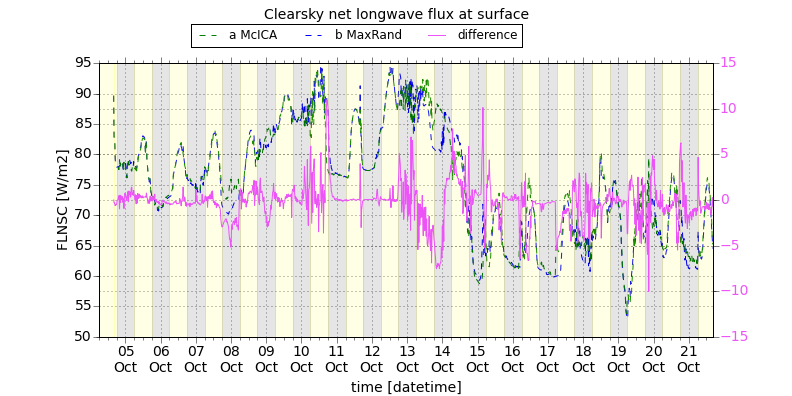 Clearsky net longwave flux at surface
a McICA b MaxRand difference
FLNSC [W/m2]
95
90
85
80
75
70
65
60
55
50
15
10
5
0
−5
−10
−15
05 06 07 08 09 10 11 12 13 14 15 16 17 18 19 20 21
Oct Oct Oct Oct Oct Oct Oct Oct Oct Oct Oct Oct Oct Oct Oct Oct Oct
time [datetime]